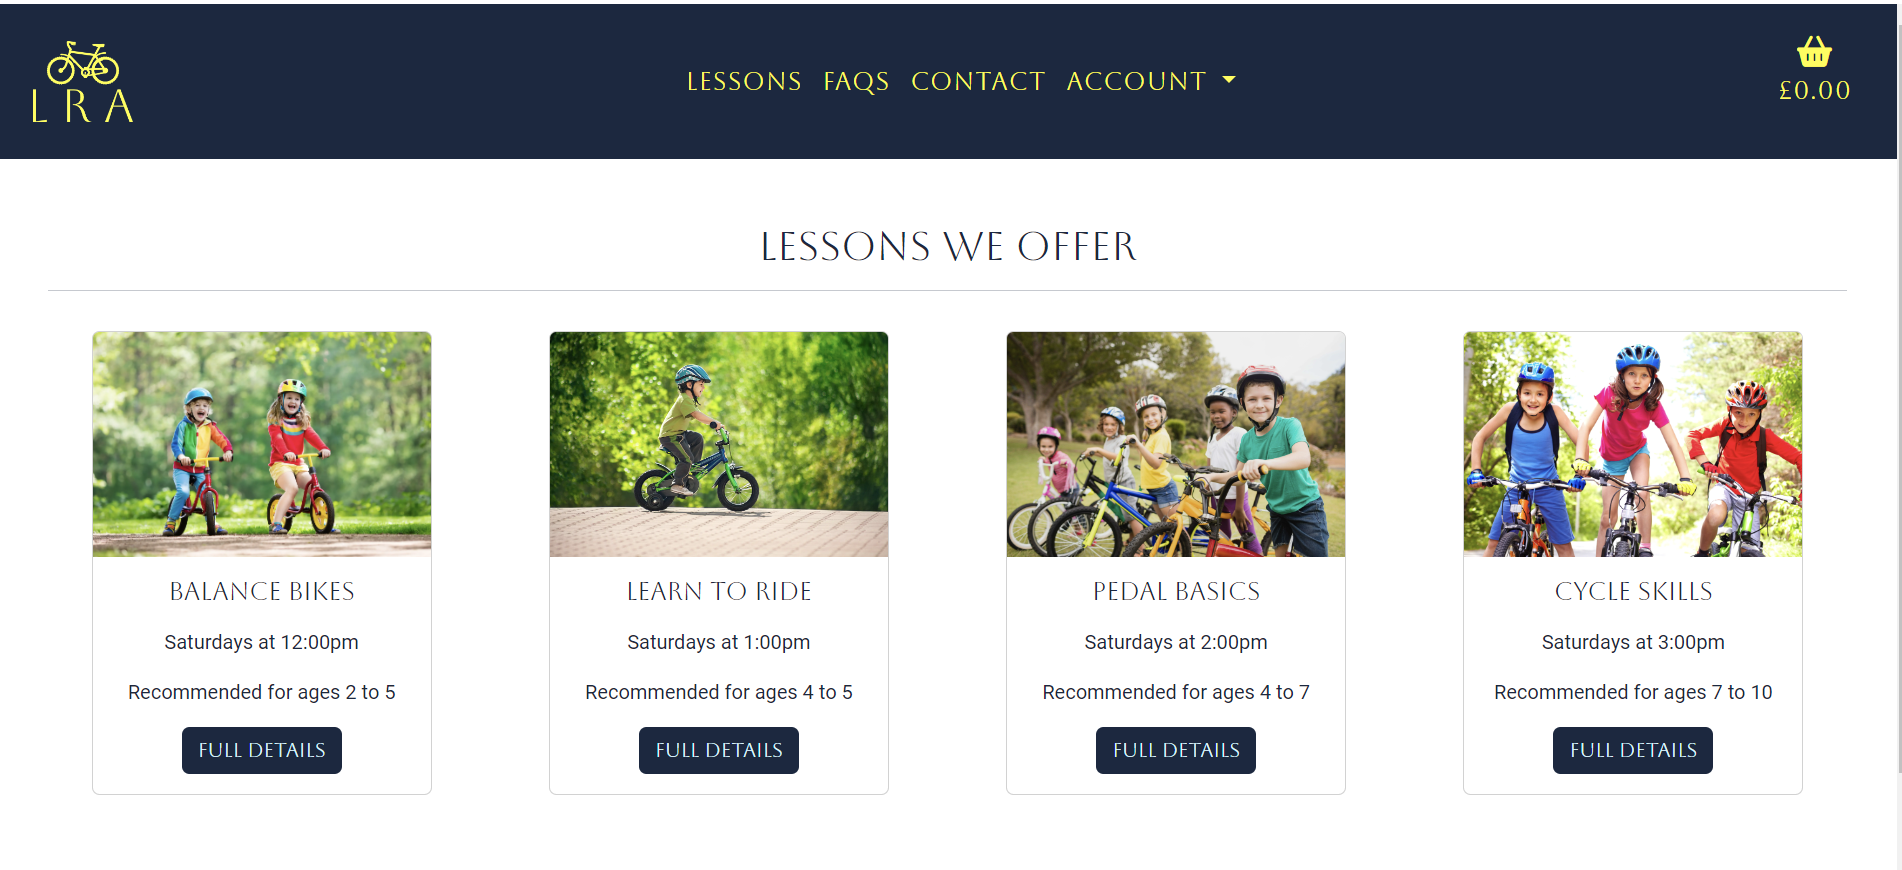 L R A
LESSONS FAQS CONTACT ACCOUNT
£0.00
LESSONS WE OFFER
BALANCE BIKES
Saturdays at 12:00pm
Recommended for ages 2 to 5
FULL DETAILS
LEARN TO RIDE
Saturdays at 1:00pm
Recommended for ages 4 to 5
FULL DETAILS
PEDAL BASICS
Saturdays at 2:00pm
Recommended for ages 4 to 7
FULL DETAILS
CYCLE SKILLS
Saturdays at 3:00pm
Recommended for ages 7 to 10
FULL DETAILS